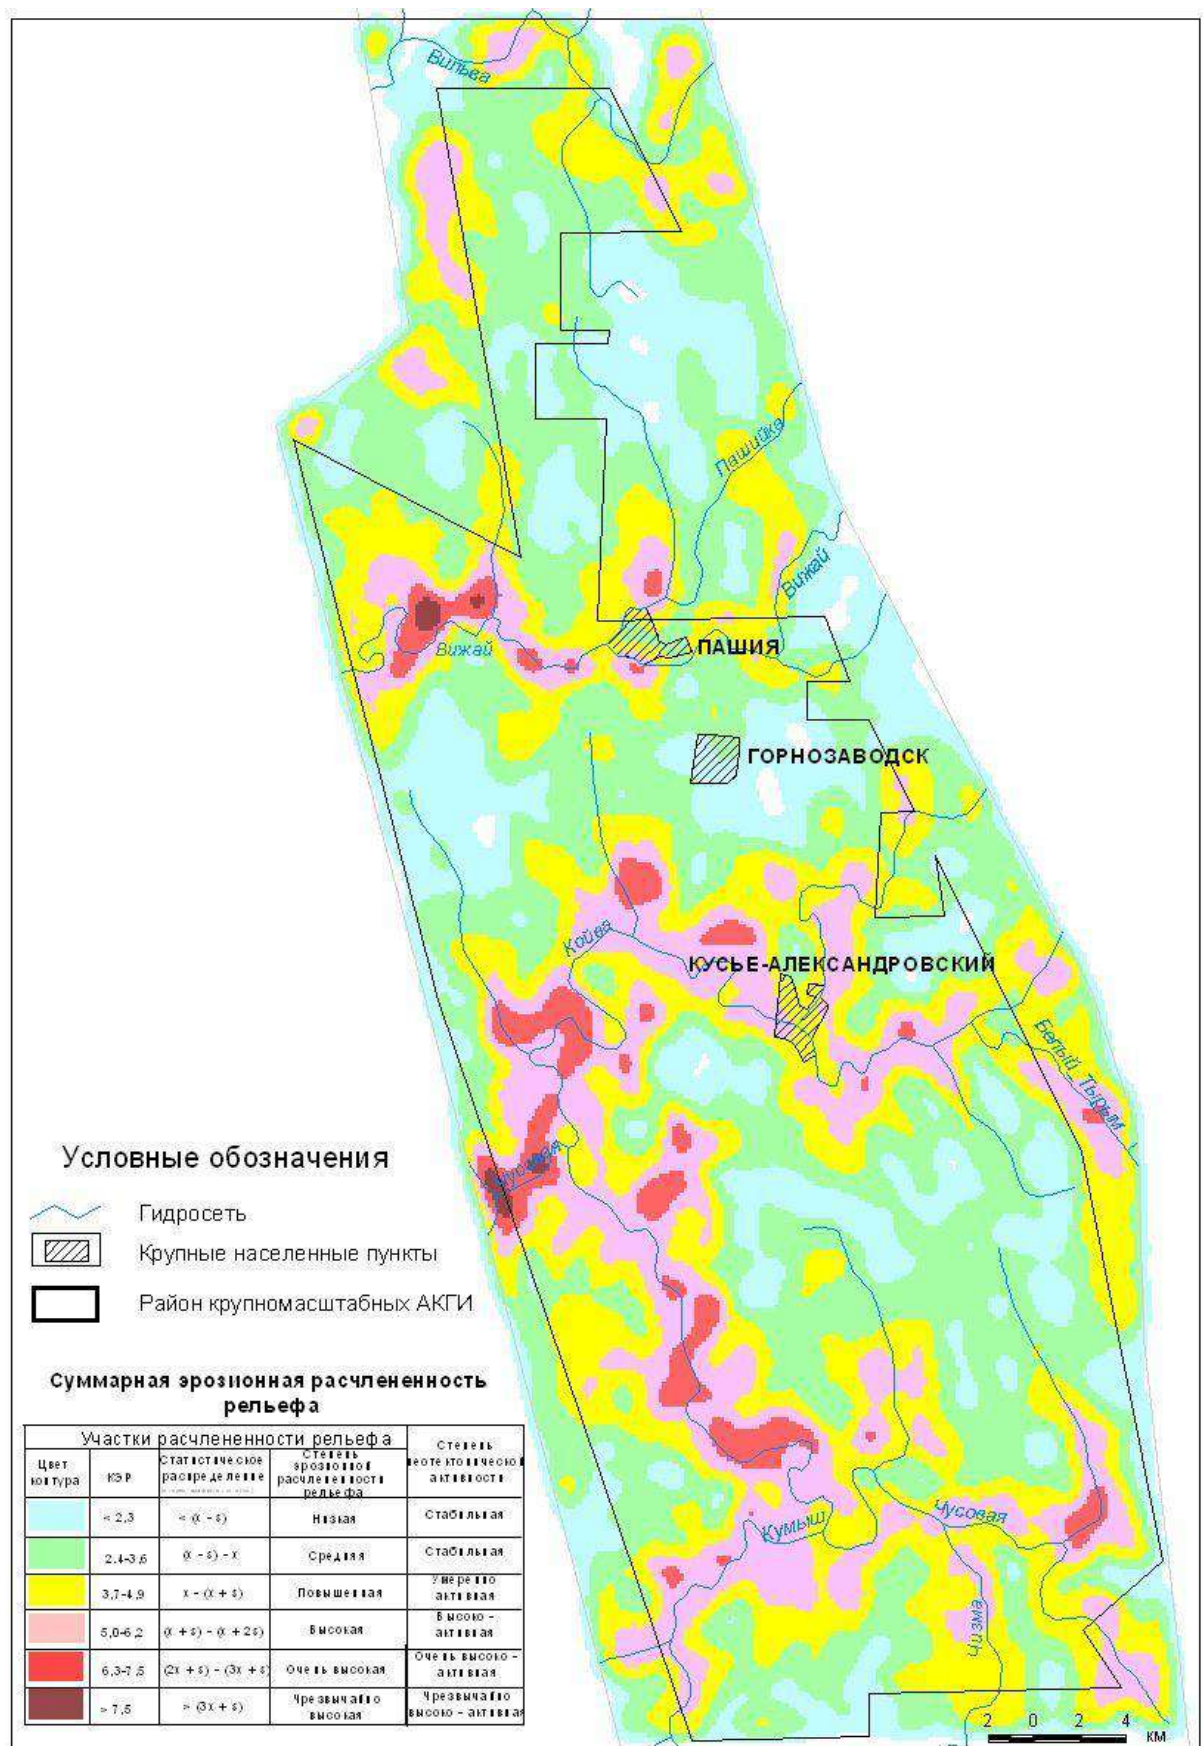 Вильва
Пашийка
Вижай
Вижай
ПАШИЯ
ГОРНОЗАВОДСК
Койва
КУСЬЕ-АЛЕКСАНДРОВСКИЙ
Белый_Тырым
Условные обозначения
Чусовая
Гидросеть
Крупные населенные пункты
Район крупномасштабных АКГИ
Суммарная эрозионная расчлененность
рельефа
Участки расчлененности рельефа
Степень
неотектонической
активности
Цвет
контура
КЭР
Статистическое
распределение
Степень
эрозионной
расчлененности
рельефа
< 2,3
< (x - s)
Низкая
Стабильная
2,4-3,6
(x - s) - x
Средняя
Стабильная
3,7-4,9
x - (x + s)
Повышенная
Умеренно
активная
5,0-6,2
(x + s) - (x + 2s)
Высокая
Высоко -
активная
6,3-7,5
(2x + s) - (3x + s)
Очень высокая
Очень высоко -
активная
> 7,5
> (3x + s)
Чрезвычайно
высокая
Чрезвычайно
высоко - активная
Чусовая
Кумыш
Чизма
2 0 2 4
км